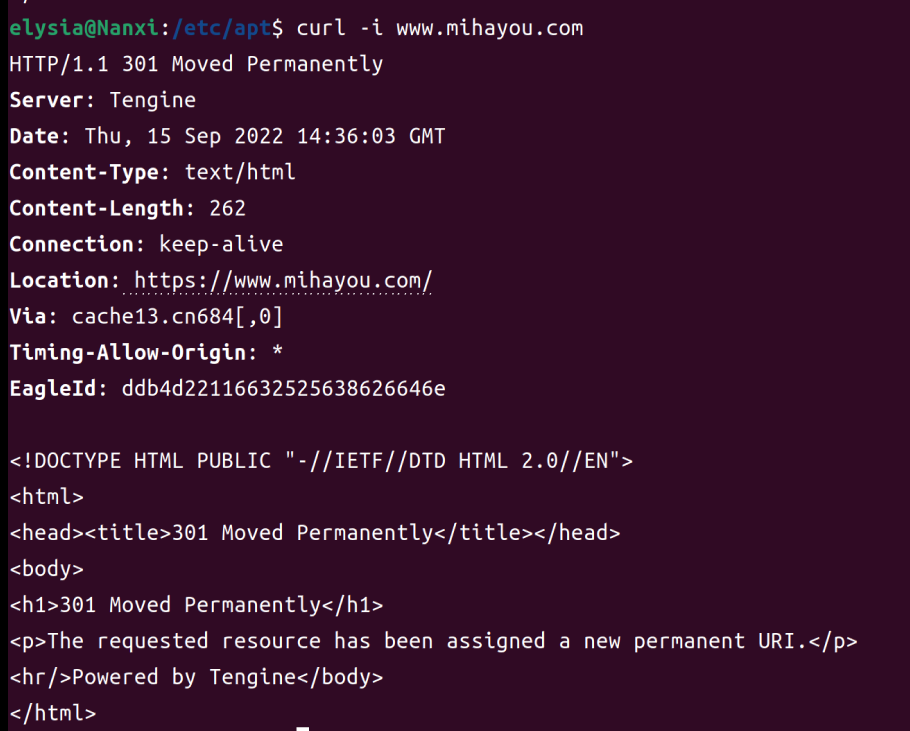 elysia@Nanxi:/etc/apt$ curl -i www.mihayou.com
HTTP/1.1 301 Moved Permanently
Server: Tengine
Date: Thu, 15 Sep 2022 14:36:03 GMT
Content-Type: text/html
Content-Length: 262
Connection: keep-alive
Location: https://www.mihayou.com/
Via: cache13.cn684[,0]
Timing-Allow-Origin: *
EagleId: ddb4d22116632525638626646e

<!DOCTYPE HTML PUBLIC "-//IETF//DTD HTML 2.0//EN">
<html>
<head><title>301 Moved Permanently</title></head>
<body>
<h1>301 Moved Permanently</h1>
<p>The requested resource has been assigned a new permanent URI.</p>
<hr/>Powered by Tengine</body>
</html>